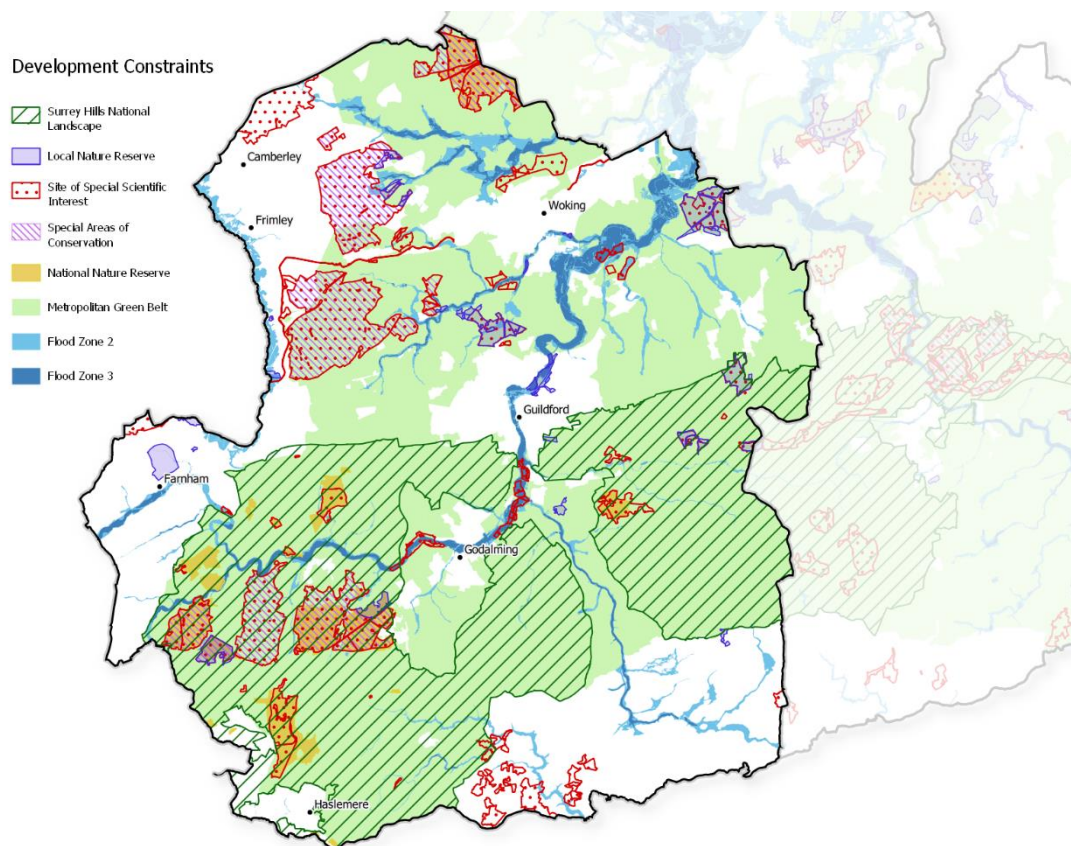 Development Constraints
Surrey Hills National
Landscape
Local Nature Reserve
Site of Special Scientific
Interest
Special Areas of
Conservation
National Nature Reserve
Metropolitan Green Belt
Flood Zone 2
Flood Zone 3
Camberley
Frimley
Woking
Guildford
Farnham
Godalming
Haslemere